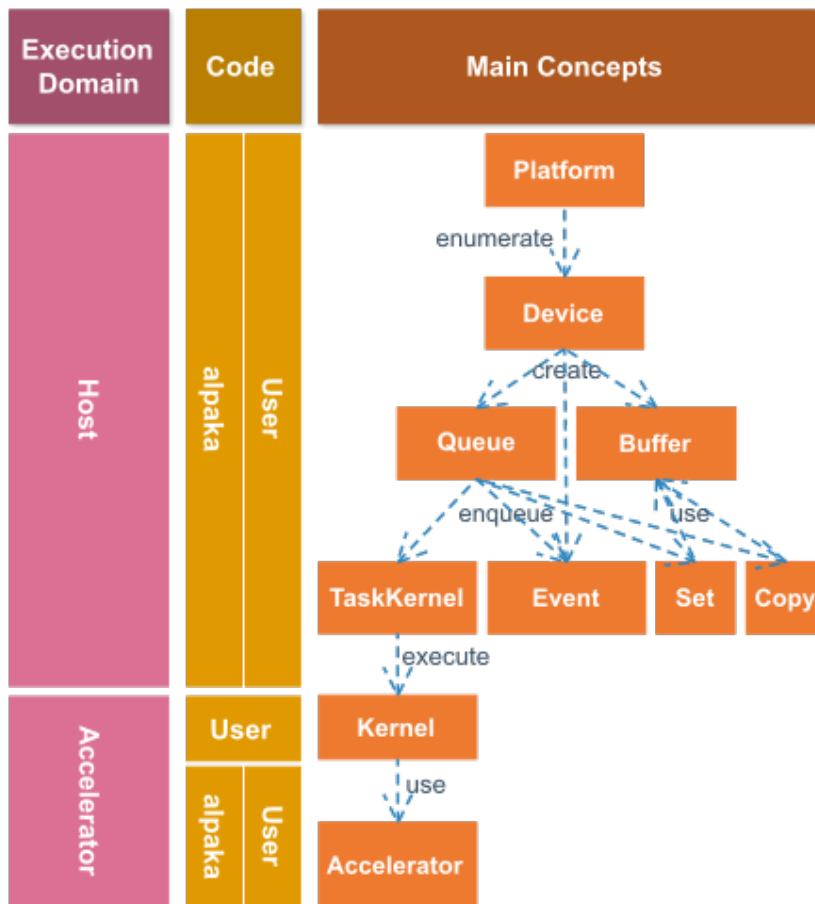 Execution
Domain
Code
Main Concepts
Host
alpaka
User
Platform
enumerate
Device
create
Queue
Buffer
enqueue
use
TaskKernel
Event
Set
Copy
execute
Accelerator
User
Kernel
use
alpaka
User
Accelerator